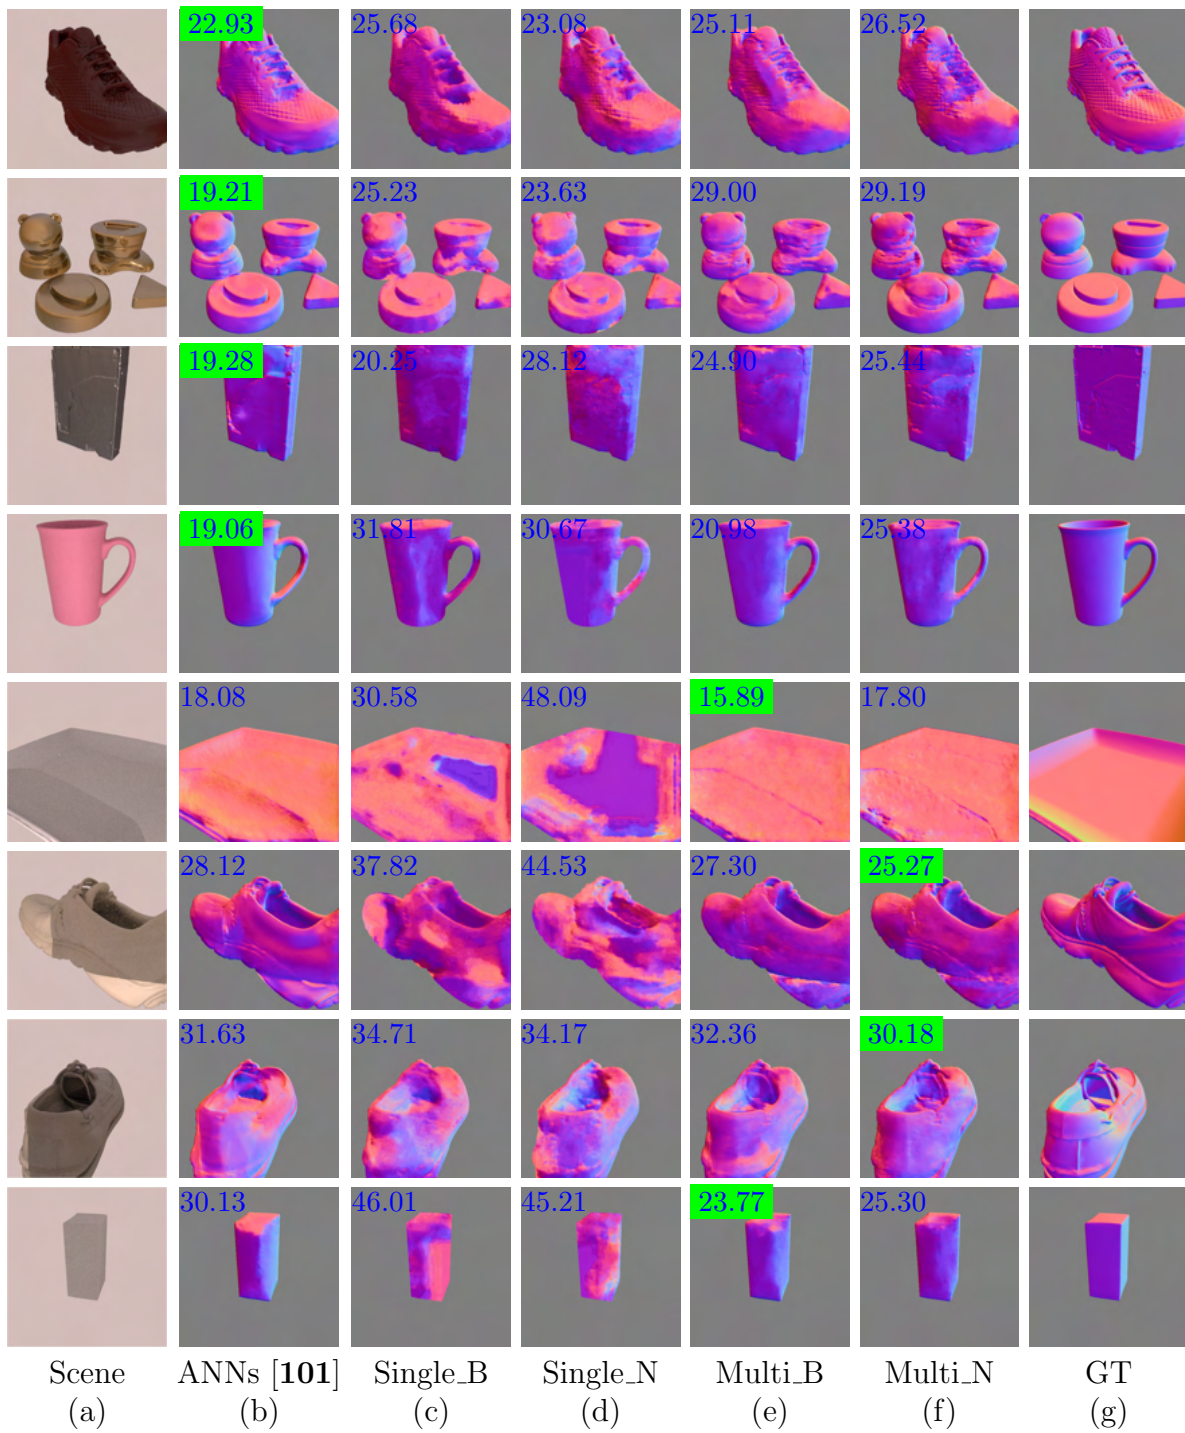 22.93 25.68 23.08 25.11 26.52
19.21 25.23 23.63 29.00 29.19
19.28 20.25 28.12 24.90 25.44
19.06 31.81 30.67 20.98 25.38
18.08 30.58 48.09 15.89 17.80
28.12 37.82 44.53 27.30 25.27
31.63 34.71 34.17 32.36 30.18
30.13 46.01 45.21 23.77 25.30
Scene ANNs [101] Single_B Single_N Multi_B Multi_N GT
(a) (b) (c) (d) (e) (f) (g)